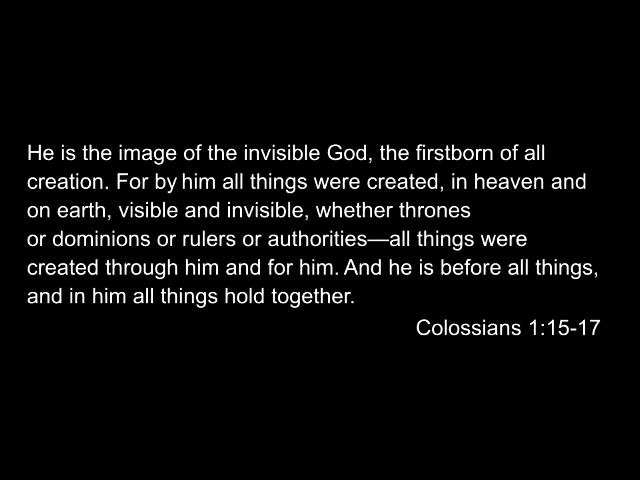 He is the image of the invisible God, the firstborn of all
creation. For by him all things were created, in heaven and
on earth, visible and invisible, whether thrones
or dominions or rulers or authorities—all things were
created through him and for him. And he is before all things,
and in him all things hold together.
Colossians 1:15-17